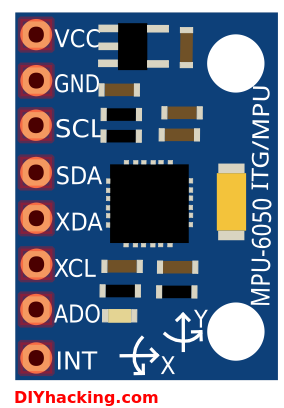 VCC
GND
SCL
SDA
XDA
XCL
ADO
INT
MPU-6050 ITG/MPU
Y
X
DIYhacking.com